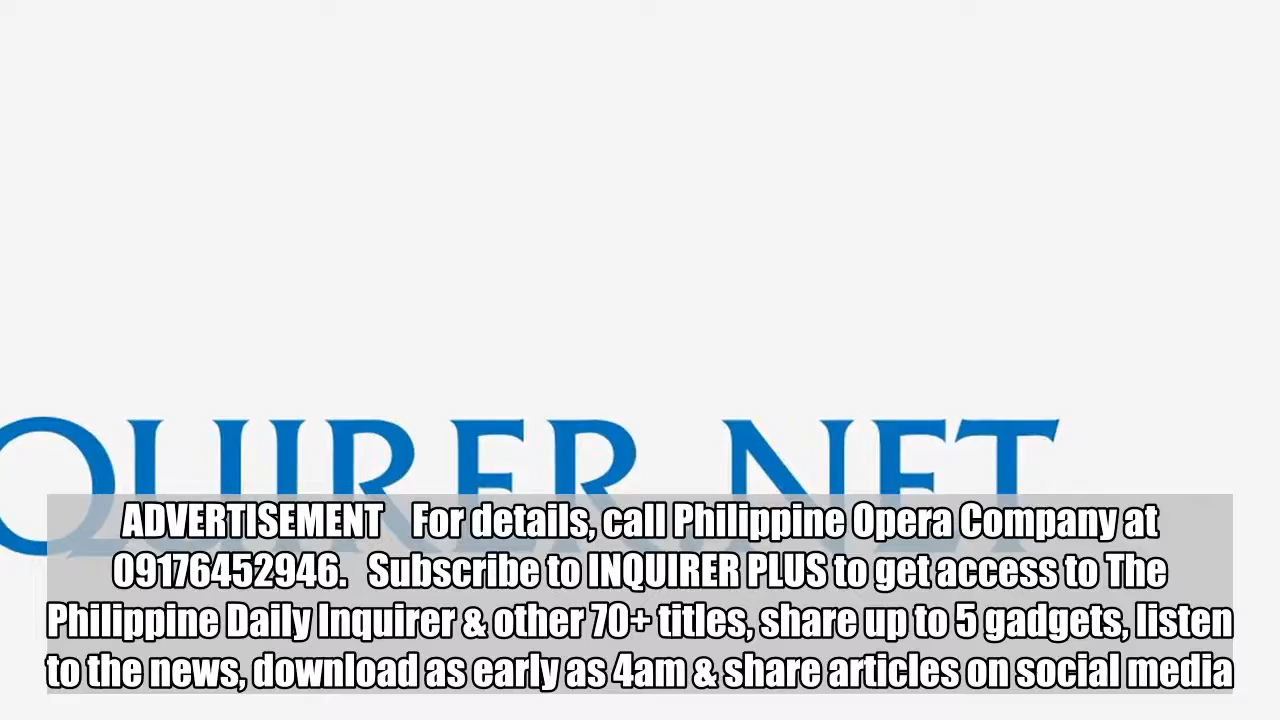 QUIRER.NET
ADVERTISEMENT For details, call Philippine Opera Company at
09176452946. Subscribe to INQUIRER PLUS to get access to The
Philippine Daily Inquirer & other 70+ titles, share up to 5 gadgets, listen
to the news, download as early as 4am & share articles on social media